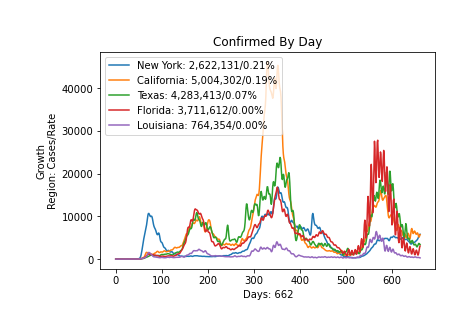 Confirmed By Day
New York: 2,622,131/0.21%
California: 5,004,302/0.19%
Texas: 4,283,413/0.07%
Florida: 3,711,612/0.00%
Louisiana: 764,354/0.00%
40000
30000
20000
10000
0
Growth
Region: Cases/Rate
0 100 200 300 400 500 600
Days: 662